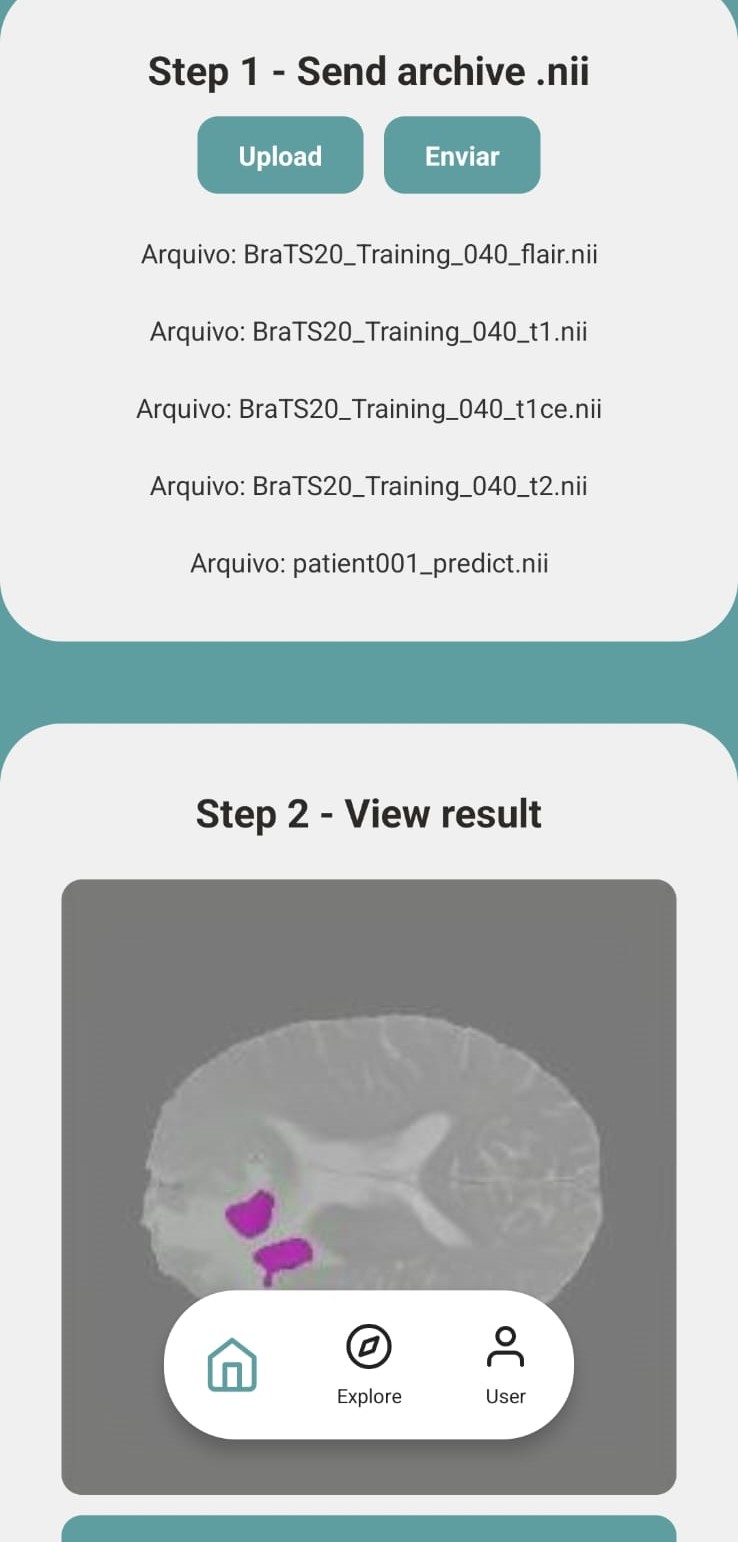 Step 1 - Send archive .nii
Upload Enviar
Arquivo: BraTS20_Training_040_flair.nii
Arquivo: BraTS20_Training_040_t1.nii
Arquivo: BraTS20_Training_040_t1ce.nii
Arquivo: BraTS20_Training_040_t2.nii
Arquivo: patient001_predict.nii
Step 2 - View result
Explore User